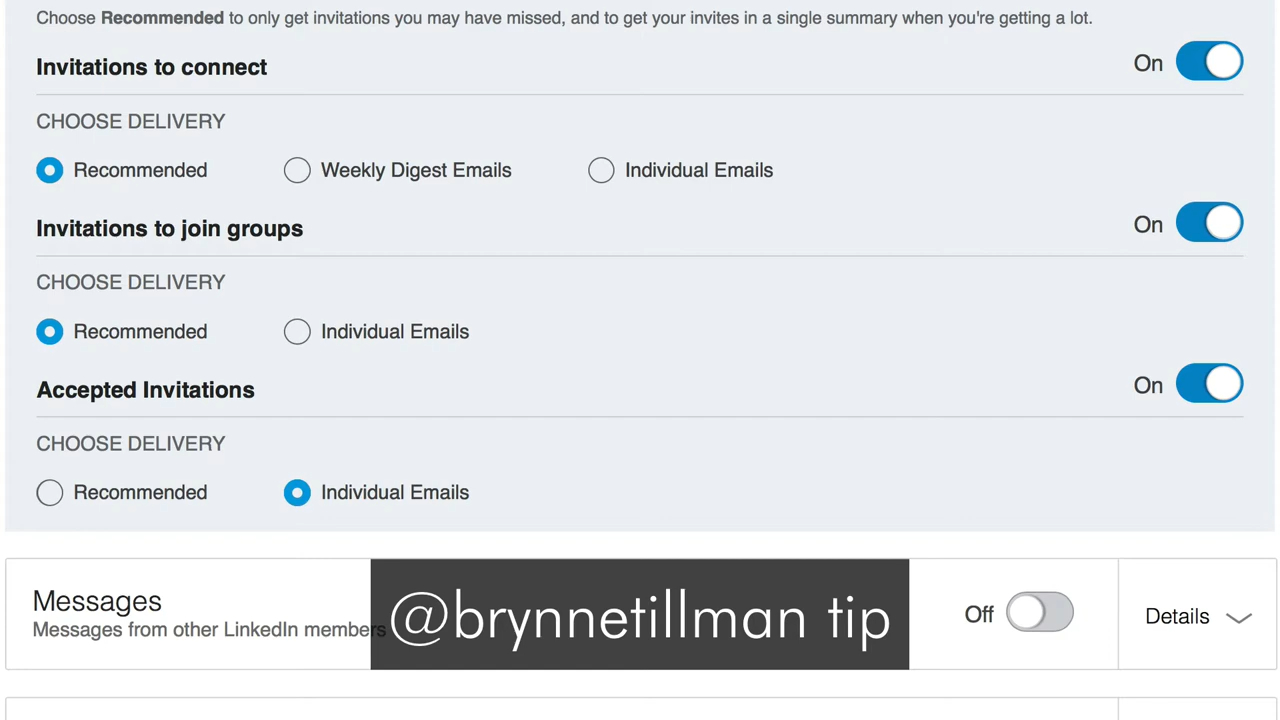 Choose Recommended to only get invitations you may have missed, and to get your invites in a single summary when you're getting a lot.
Invitations to connect
On
CHOOSE DELIVERY
Recommended Weekly Digest Emails Individual Emails
Invitations to join groups
On
CHOOSE DELIVERY
Recommended Individual Emails
Accepted Invitations
On
CHOOSE DELIVERY
Recommended Individual Emails
Messages
Messages from other LinkedIn members
@brynnetillman tip
Off
Details